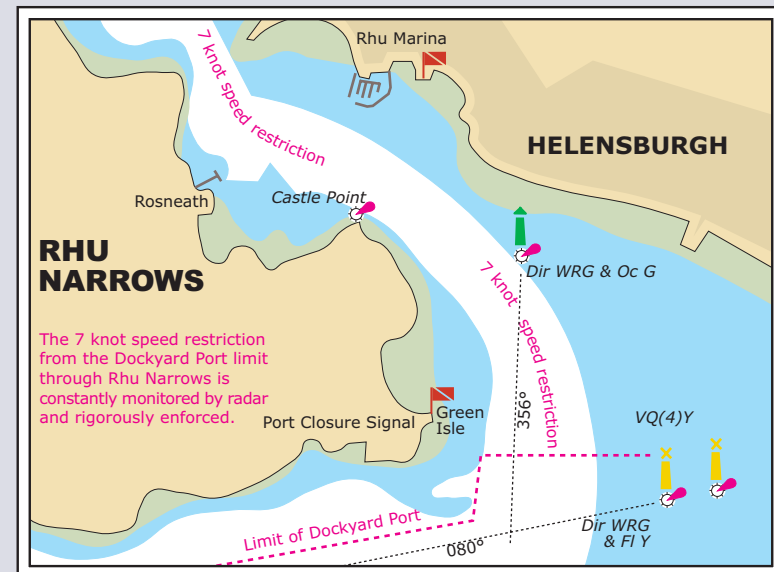 7 knot speed restriction
Rhu Marina
HELENSBURGH
Rosneath
Castle Point
RHU
NARROWS
Dir WRG & Oc G
7 knot speed restriction
The 7 knot speed restriction
from the Dockyard Port limit
through Rhu Narrows is
constantly monitored by radar
and rigorously enforced.
356º
Port Closure Signal
Green
Isle
VQ(4)Y
Limit of Dockyard Port
080º
Dir WRG
& Fl Y